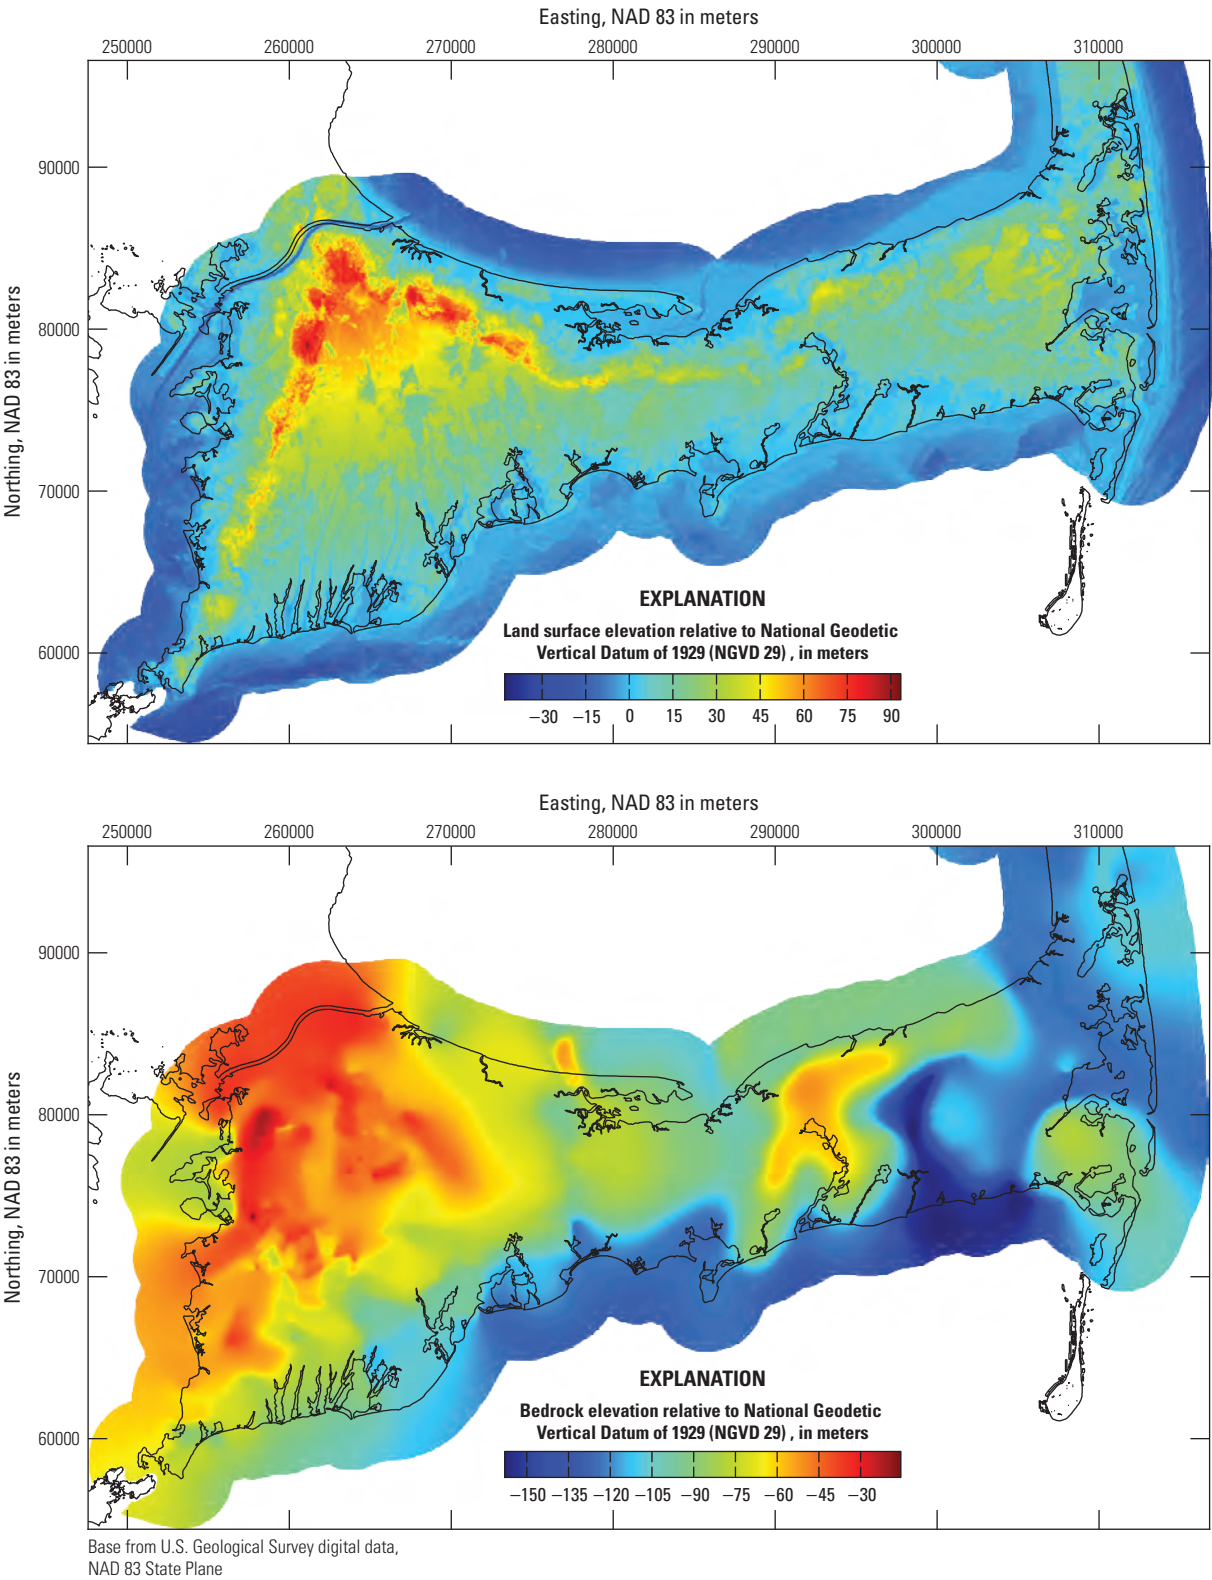 Easting, NAD 83 in meters
250000 260000 270000 280000 290000 300000 310000
Northing, NAD 83 in meters
90000
80000
70000
60000
EXPLANATION
Land surface elevation relative to National Geodetic
Vertical Datum of 1929 (NGVD 29) , in meters
−30 −15 0 15 30 45 60 75 90
Easting, NAD 83 in meters
250000 260000 270000 280000 290000 300000 310000
Northing, NAD 83 in meters
90000
80000
70000
60000
EXPLANATION
Bedrock elevation relative to National Geodetic
Vertical Datum of 1929 (NGVD 29) , in meters
−150 −135 −120 −105 −90 −75 −60 −45 −30
Base from U.S. Geological Survey digital data,
NAD 83 State Plane